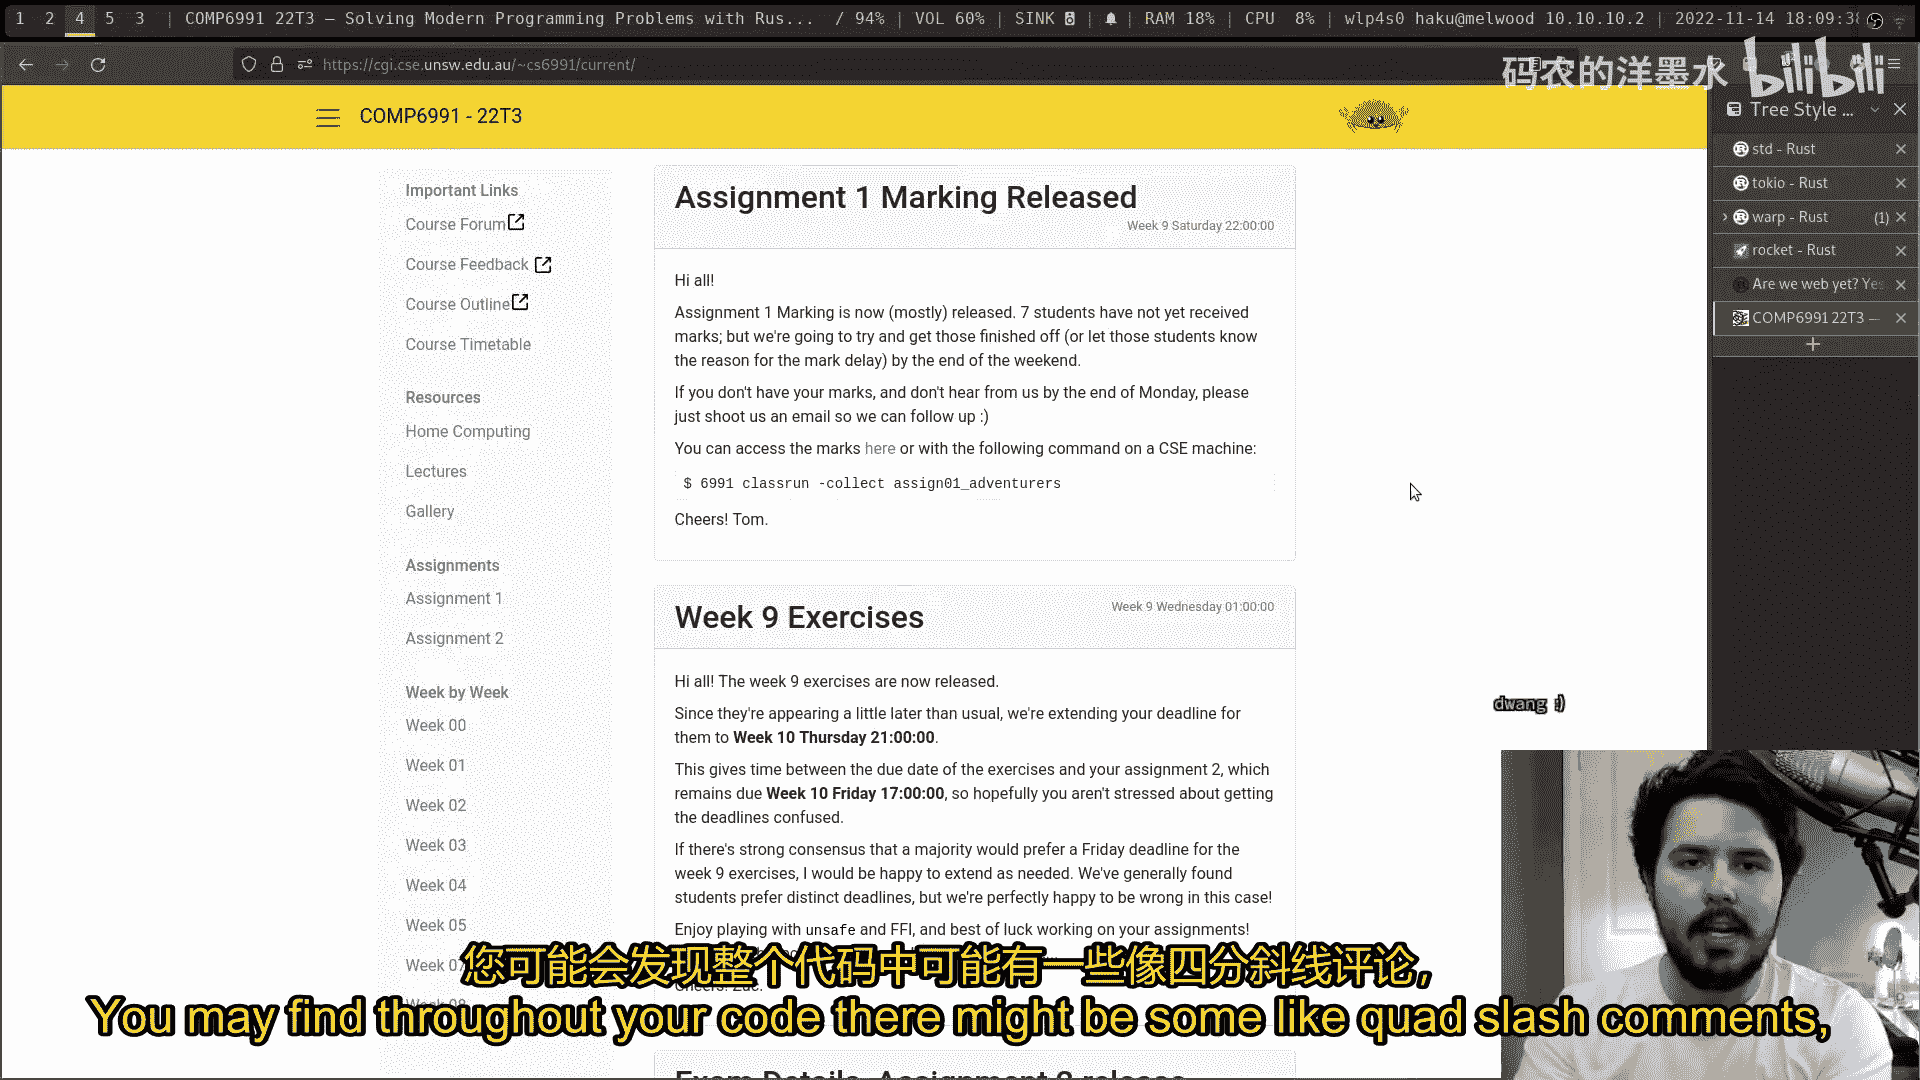 1 2 4 5 3 | COMP6991 22T3 — Solving Modern Programming Problems with Rus... / 94% | VOL 60% | SINK | | RAM 18% | CPU 8% | wlp4s0 haku@melwood 10.10.10.2 | 2022-11-14 18:09:38
https://cgi.cse.unsw.edu.au/~cs6991/current/
码农的洋墨水 bilibili
COMP6991 - 22T3
Tree Style ...
std - Rust
tokio - Rust
warp - Rust (1)
rocket - Rust
Are we web yet? Yes
COMP6991 22T3 —
Important Links
Course Forum
Course Feedback
Course Outline
Course Timetable
Resources
Home Computing
Lectures
Gallery
Assignments
Assignment 1
Assignment 2
Week by Week
Week 00
Week 01
Week 02
Week 03
Week 04
Week 05
Week 07
Week 08
Assignment 1 Marking Released
Week 9 Saturday 22:00:00
Hi all!
Assignment 1 Marking is now (mostly) released. 7 students have not yet received
marks; but we're going to try and get those finished off (or let those students know
the reason for the mark delay) by the end of the weekend.
If you don't have your marks, and don't hear from us by the end of Monday, please
just shoot us an email so we can follow up :)
You can access the marks here or with the following command on a CSE machine:
$ 6991 classrun -collect assign01_adventurers
Cheers! Tom.
Week 9 Exercises
Week 9 Wednesday 01:00:00
Hi all! The week 9 exercises are now released.
Since they're appearing a little later than usual, we're extending your deadline for
them to Week 10 Thursday 21:00:00.
This gives time between the due date of the exercises and your assignment 2, which
remains due Week 10 Friday 17:00:00, so hopefully you aren't stressed about getting
the deadlines confused.
If there's strong consensus that a majority would prefer a Friday deadline for the
week 9 exercises, I would be happy to extend as needed. We've generally found
students prefer distinct deadlines, but we're perfectly happy to be wrong in this case!
Enjoy playing with unsafe and FFI, and best of luck working on your assignments!
Cheers! Zac.
Exam Details, Assignment 2 release
dwang :)
您可能会发现整个代码中可能有一些像四分斜线评论，
You may find throughout your code there might be some like quad slash comments,